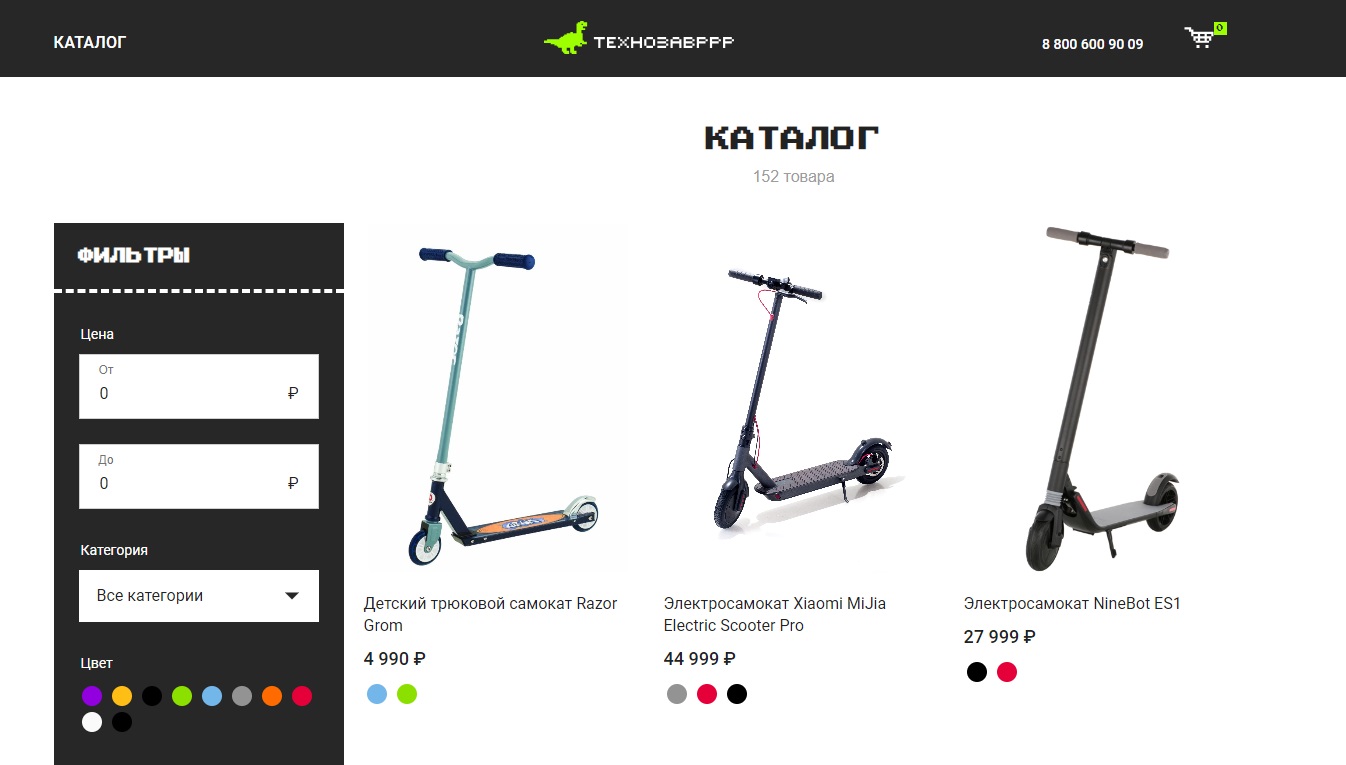 КАТАЛОГ
ТЕХНОЗАВРРР
8 800 600 90 09
0
КАТАЛОГ
152 товара
ФИЛЬТРЫ
Цена
От
0 ₽
До
0 ₽
Категория
Все категории
Цвет
Детский трюковой самокат Razor
Grom
4 990 ₽
Электросамокат Xiaomi MiJia
Electric Scooter Pro
44 999 ₽
Электросамокат NineBot ES1
27 999 ₽